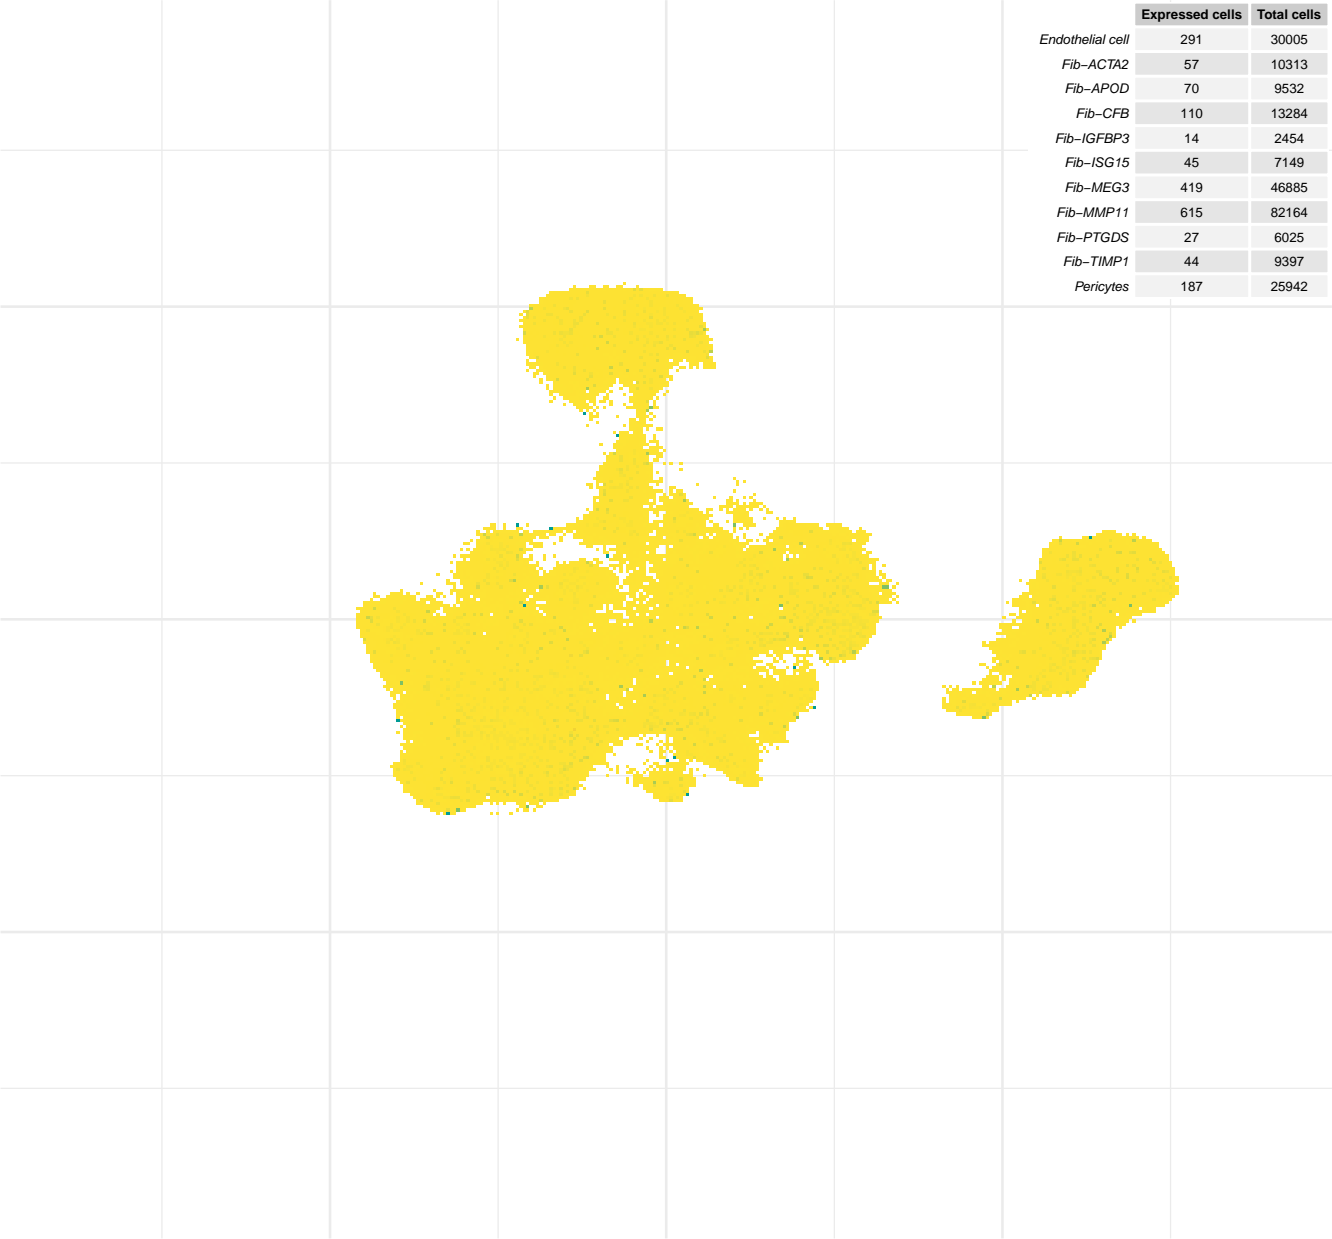 Expressed cells Total cells
Endothelial cell 291 30005
Fib−ACTA2 57 10313
Fib−APOD 70 9532
Fib−CFB 110 13284
Fib−IGFBP3 14 2454
Fib−ISG15 45 7149
Fib−MEG3 419 46885
Fib−MMP11 615 82164
Fib−PTGDS 27 6025
Fib−TIMP1 44 9397
Pericytes 187 25942